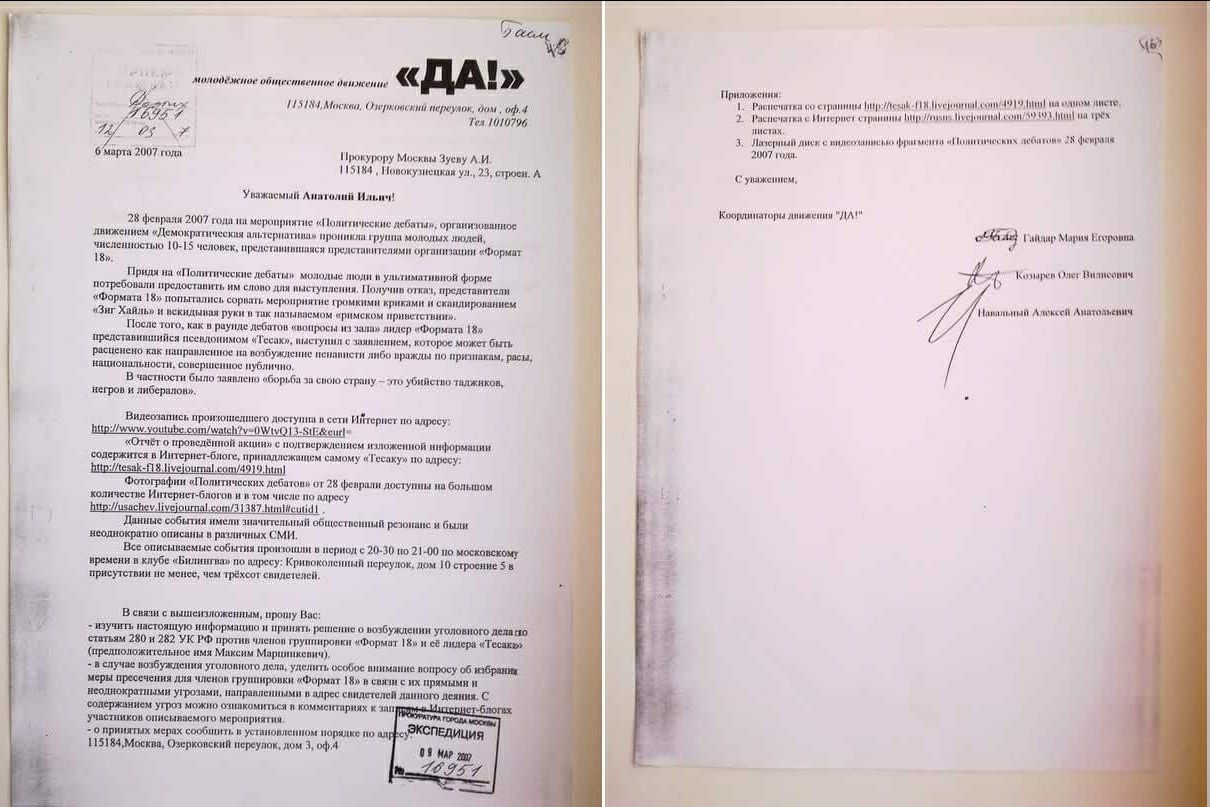 молодёжное общественное движение «ДА!»
115184,Москва, Озерковский переулок, дом , оф.4
Тел.1010796
16951
12 03 7
6 марта 2007 года
Прокурору Москвы Зуеву А.И.
115184 , Новокузнецкая ул., 23, строен. А
Уважаемый Анатолий Ильич!
28 февраля 2007 года на мероприятие «Политические дебаты», организованное
движением «Демократическая альтернатива» проникла группа молодых людей,
численностью 10-15 человек, представившаяся представителями организации «Формат
18».
Придя на «Политические дебаты» молодые люди в ультимативной форме
потребовали предоставить им слово для выступления. Получив отказ, представители
«Формата 18» попытались сорвать мероприятие громкими криками и скандированием
«Зиг Хайль» и вскидывая руки в так называемом «римском приветствии».
После того, как в раунде дебатов «вопросы из зала» лидер «Формата 18»
представившийся псевдонимом «Тесак», выступил с заявлением, которое может быть
расценено как направленное на возбуждение ненависти либо вражды по признакам, расы,
национальности, совершенное публично.
В частности было заявлено «борьба за свою страну – это убийство таджиков,
негров и либералов».
Видеозапись произошедшего доступна в сети Интернет по адресу:
http://www.youtube.com/watch?v=0WtvQ13-StE&eurl=
«Отчёт о проведённой акции» с подтверждением изложенной информации
содержится в Интернет-блоге, принадлежащем самому «Тесаку» по адресу:
http://tesak-f18.livejournal.com/4919.html
Фотографии «Политических дебатов» от 28 феврали доступны на большом
количестве Интернет-блогов и в том числе по адресу
http://usachev.livejournal.com/31387.html#cutid1 .
Данные события имели значительный общественный резонанс и были
неоднократно описаны в различных СМИ.
Все описываемые события произошли в период с 20-30 по 21-00 по московскому
времени в клубе «Билингва» по адресу: Кривоколенный переулок, дом 10 строение 5 в
присутствии не менее, чем трёхсот свидетелей.
В связи с вышеизложенным, прошу Вас:
- изучить настоящую информацию и принять решение о возбуждении уголовного дела по
статьям 280 и 282 УК РФ против членов группировки «Формат 18» и её лидера «Тесака»
(предположительное имя Максим Марцинкевич).
- в случае возбуждения уголовного дела, уделить особое внимание вопросу об избрании
меры пресечения для членов группировки «Формат 18» в связи с их прямыми и
неоднократными угрозами, направленными в адрес свидетелей данного деяния. С
содержанием угроз можно ознакомиться в комментариях к записям в Интернет-блогах
участников описываемого мероприятия.
- о принятых мерах сообщить в установленном порядке по адресу:
115184,Москва, Озерковский переулок, дом 3, оф.4
ПРОКУРАТУРА ГОРОДА МОСКВЫ
ЭКСПЕДИЦИЯ
09 МАР 2007
№ 16951
Приложения:
1. Распечатка со страницы http://tesak-f18.livejournal.com/4919.html на одном листе.
2. Распечатка с Интернет страницы http://rusns.livejournal.com/59393.html на трёх
листах.
3. Лазерный диск с видеозаписью фрагмента «Политических дебатов» 28 февраля
2007 года.
С уважением,
Координаторы движения "ДА!"
Гайдар Мария Егоровна
Козырев Олег Вилисович
Навальный Алексей Анатольевич